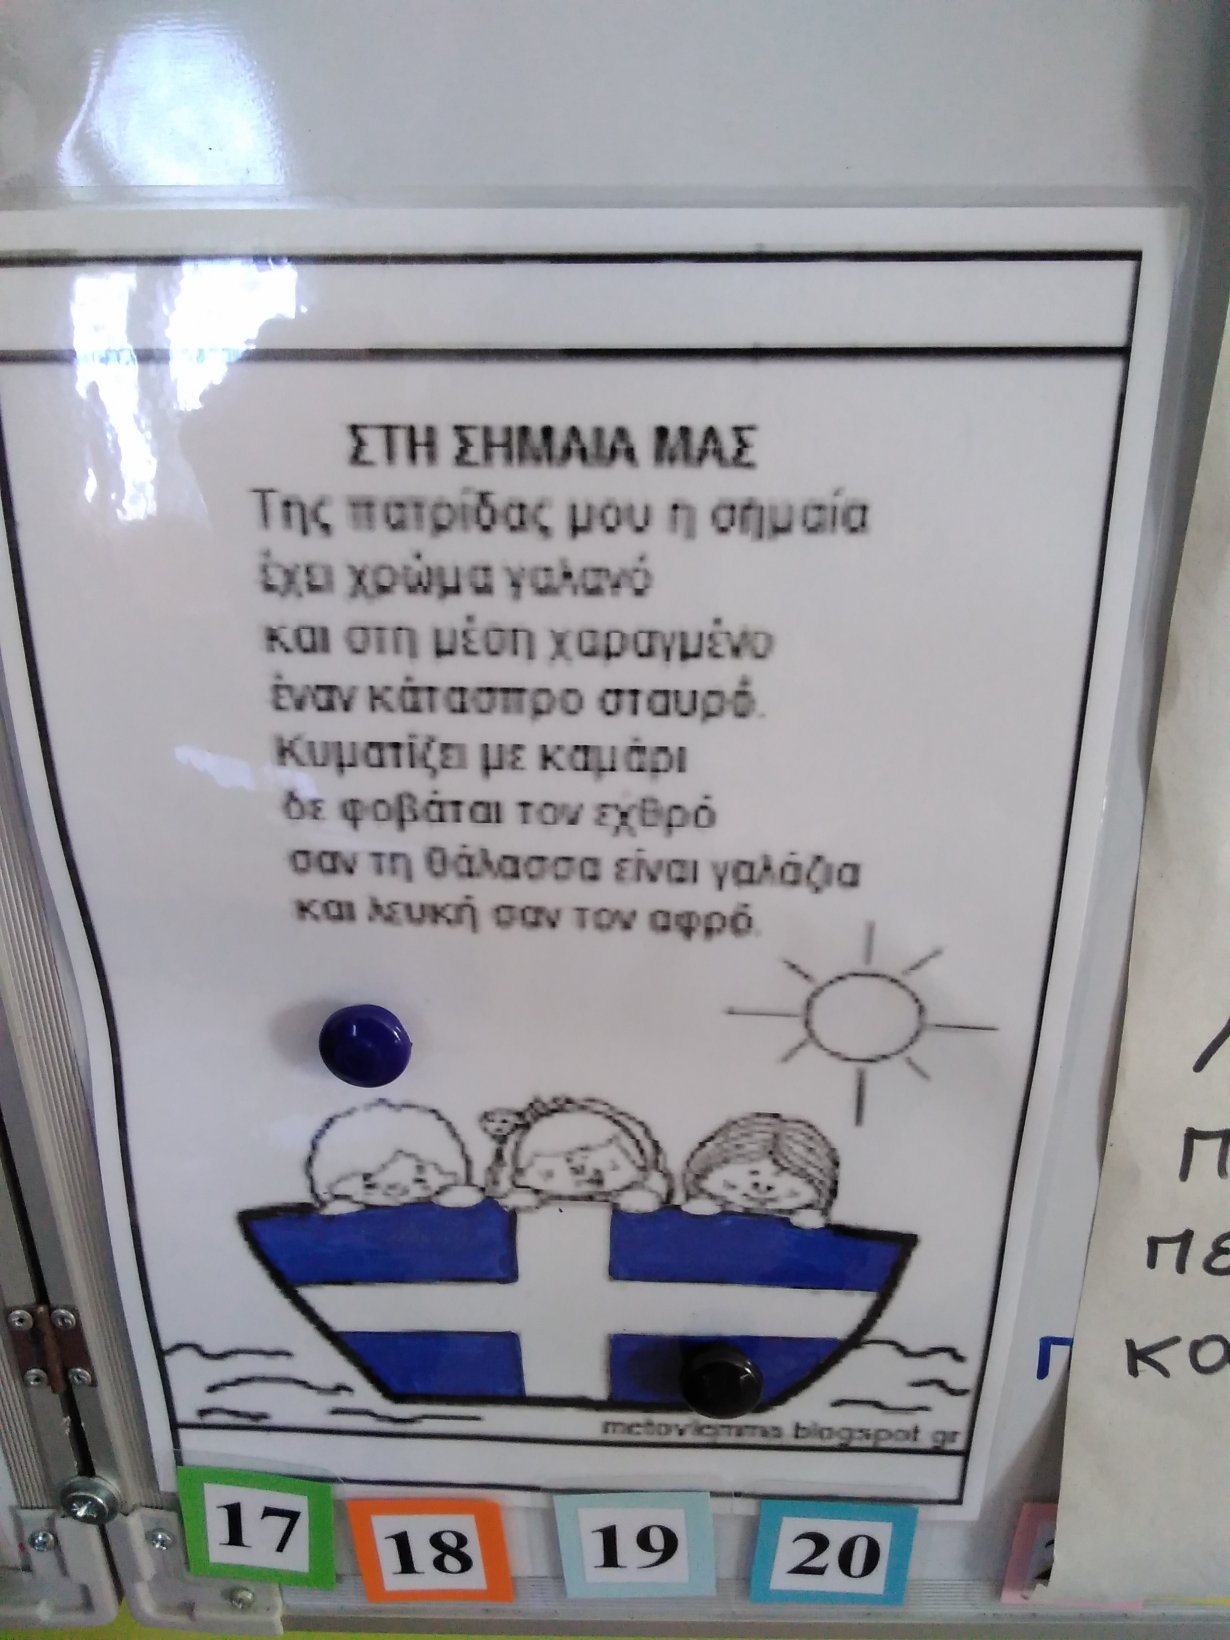 ΣΤΗ ΣΗΜΑΙΑ ΜΑΣ
Της πατρίδας μου η σημαία
έχει χρώμα γαλανό
και στη μέση χαραγμένο
έναν κάτασπρο σταυρό.
Κυματίζει με καμάρι
δε φοβάται τον εχθρό
σαν τη θάλασσα είναι γαλάζια
και λευκή σαν τον αφρό.
17
18
19
20
Π
πε
κα